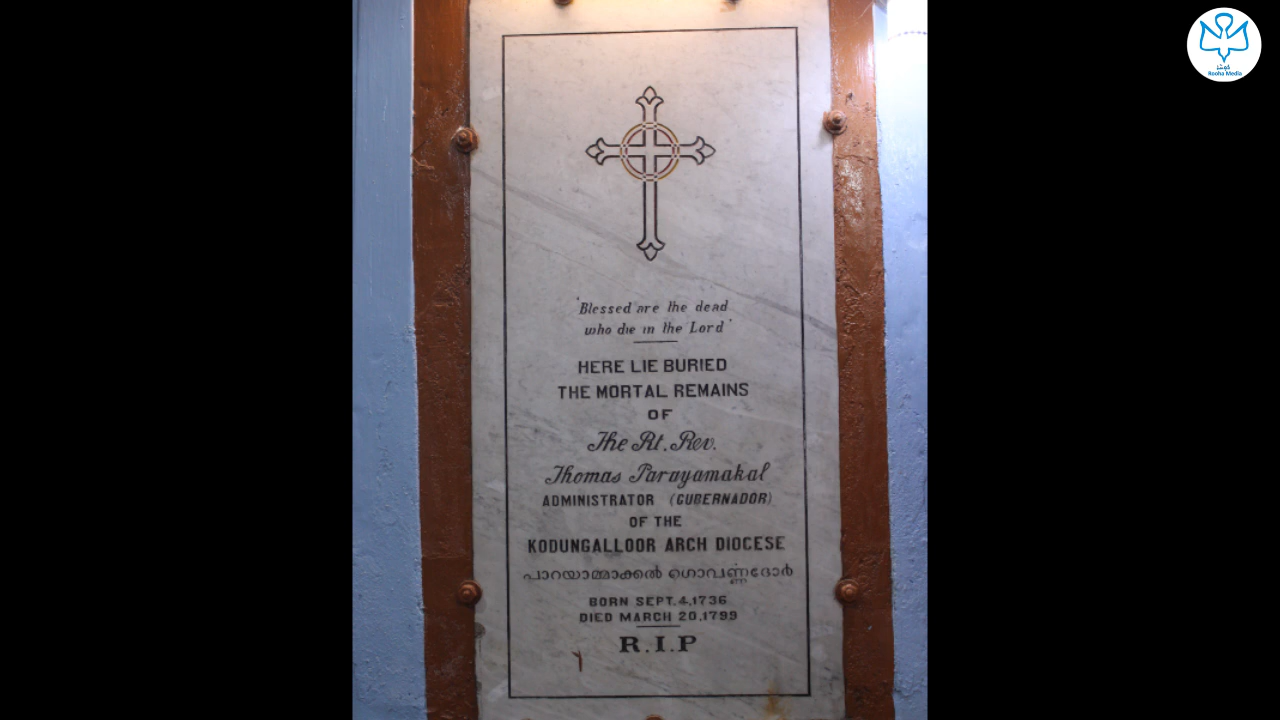 'Blessed are the dead
who die in the Lord'
HERE LIE BURIED
THE MORTAL REMAINS
OF
The Rt. Rev.
Thomas Parayamakal
ADMINISTRATOR (GUBERNADOR)
OF THE
KODUNGALLOOR ARCH DIOCESE
പാറയാമ്മാക്കൽ ഗൊവർണ്ണദോർ
BORN SEPT. 4, 1736
DIED MARCH 20, 1799
R.I.P
Rooha Media